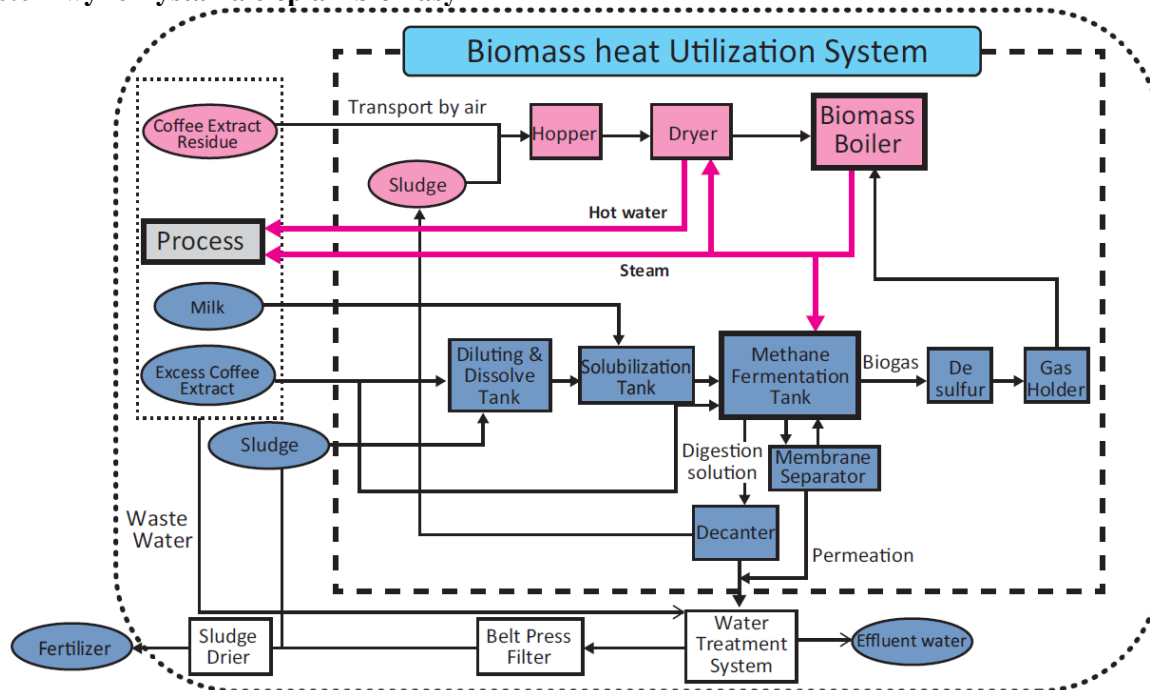 Biomass heat Utilization System
Coffee Extract
Residue
Transport by air
Hopper
Dryer
Biomass
Boiler
Sludge
Hot water
Process
Steam
Milk
Excess Coffee
Extract
Diluting &
Dissolve
Tank
Solubilization
Tank
Methane
Fermentation
Tank
Biogas
De
sulfur
Gas
Holder
Sludge
Digestion
solution
Membrane
Separator
Waste
Water
Decanter
Permeation
Fertilizer
Sludge
Drier
Belt Press
Filter
Water
Treatment
System
Effluent water